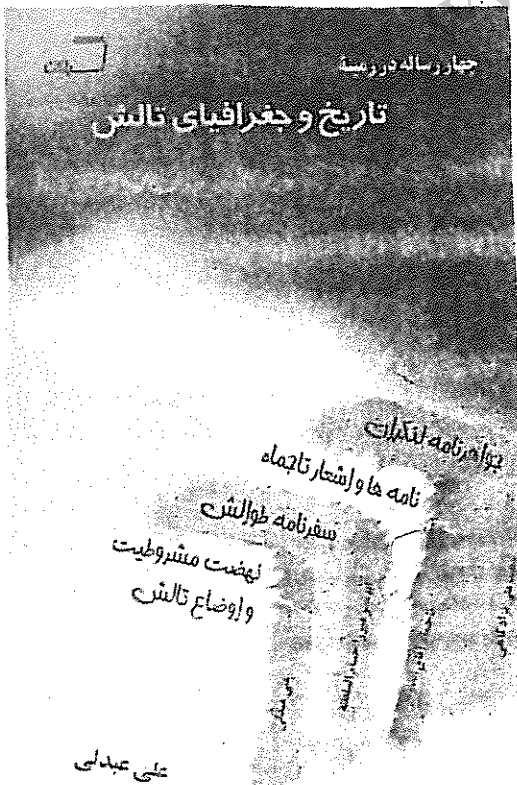 چهار رساله در زمینهٔ
تاریخ و جغرافیای تالش
جواهرنامه لنکران
نامه ها و اشعار تاجماه
سفرنامه طوالش
نهضت مشروطیت
و اوضاع تالش
علی عبدلی